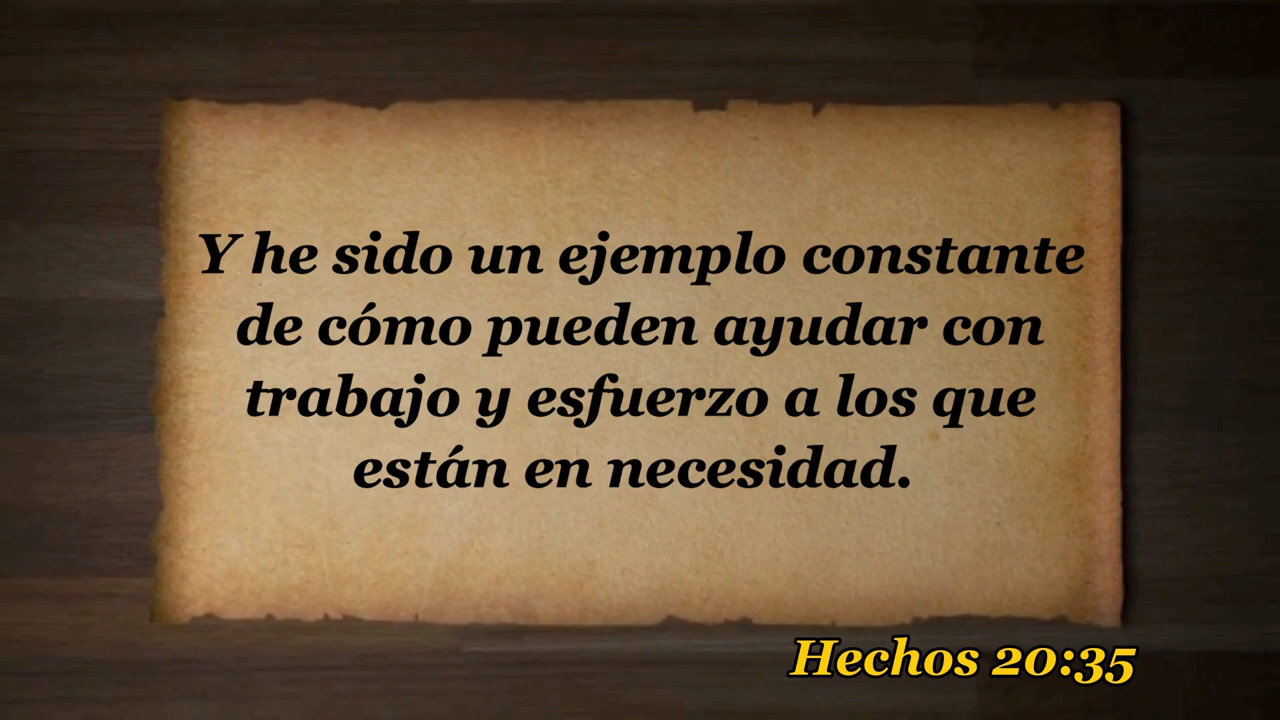 Y he sido un ejemplo constante
de cómo pueden ayudar con
trabajo y esfuerzo a los que
están en necesidad.
Hechos 20:35